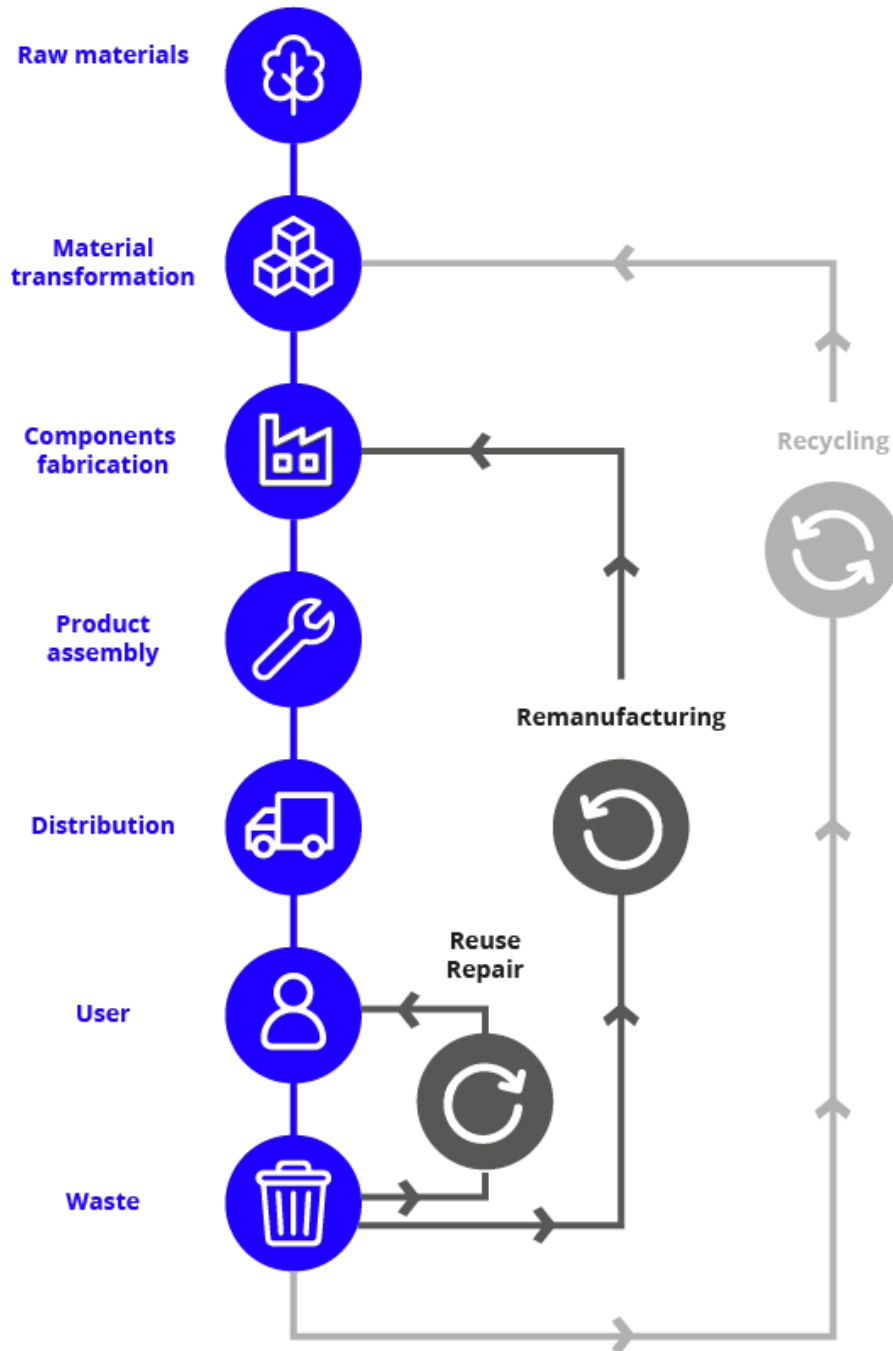 Raw materials
Material
transformation
Components
fabrication
Recycling
Product
assembly
Remanufacturing
Distribution
Reuse
Repair
User
Waste